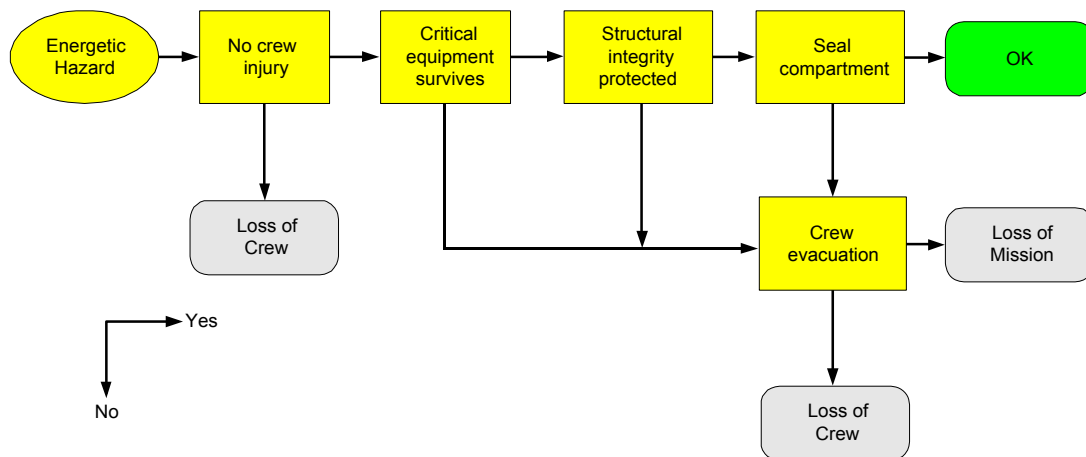 Energetic
Hazard
No crew
injury
Critical
equipment
survives
Structural
integrity
protected
Seal
compartment
OK
Loss of
Crew
Crew
evacuation
Loss of
Mission
Yes
No
Loss of
Crew